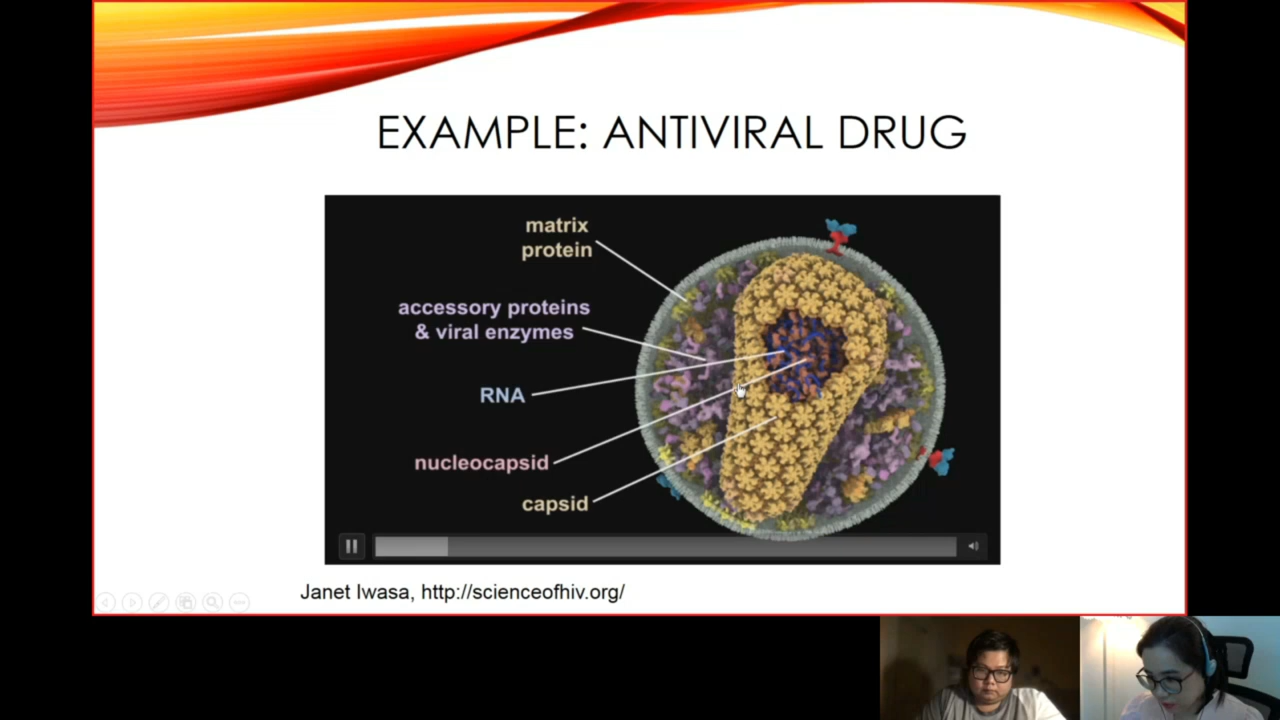 EXAMPLE: ANTIVIRAL DRUG
matrix
protein
accessory proteins
& viral enzymes
RNA
nucleocapsid
capsid
Janet Iwasa, http://scienceofhiv.org/